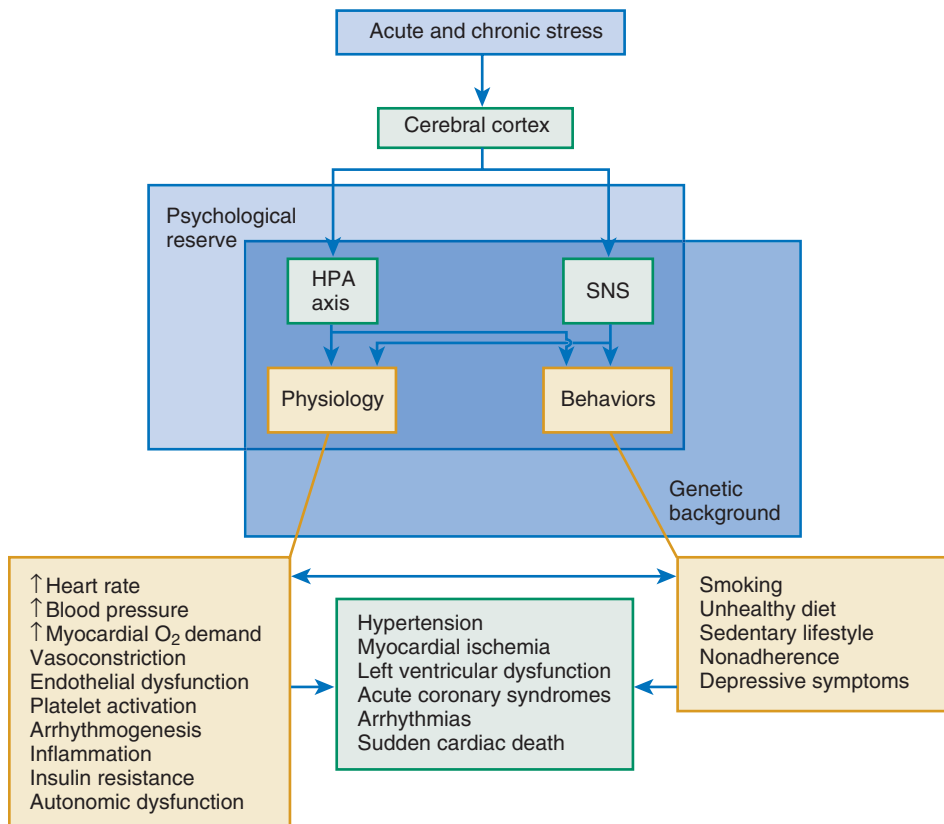 Acute and chronic stress
Cerebral cortex
Psychological
reserve
HPA
axis
SNS
Physiology
Behaviors
Genetic
background
↑Heart rate
↑Blood pressure
↑Myocardial O₂ demand
Vasoconstriction
Endothelial dysfunction
Platelet activation
Arrhythmogenesis
Inflammation
Insulin resistance
Autonomic dysfunction
Hypertension
Myocardial ischemia
Left ventricular dysfunction
Acute coronary syndromes
Arrhythmias
Sudden cardiac death
Smoking
Unhealthy diet
Sedentary lifestyle
Nonadherence
Depressive symptoms